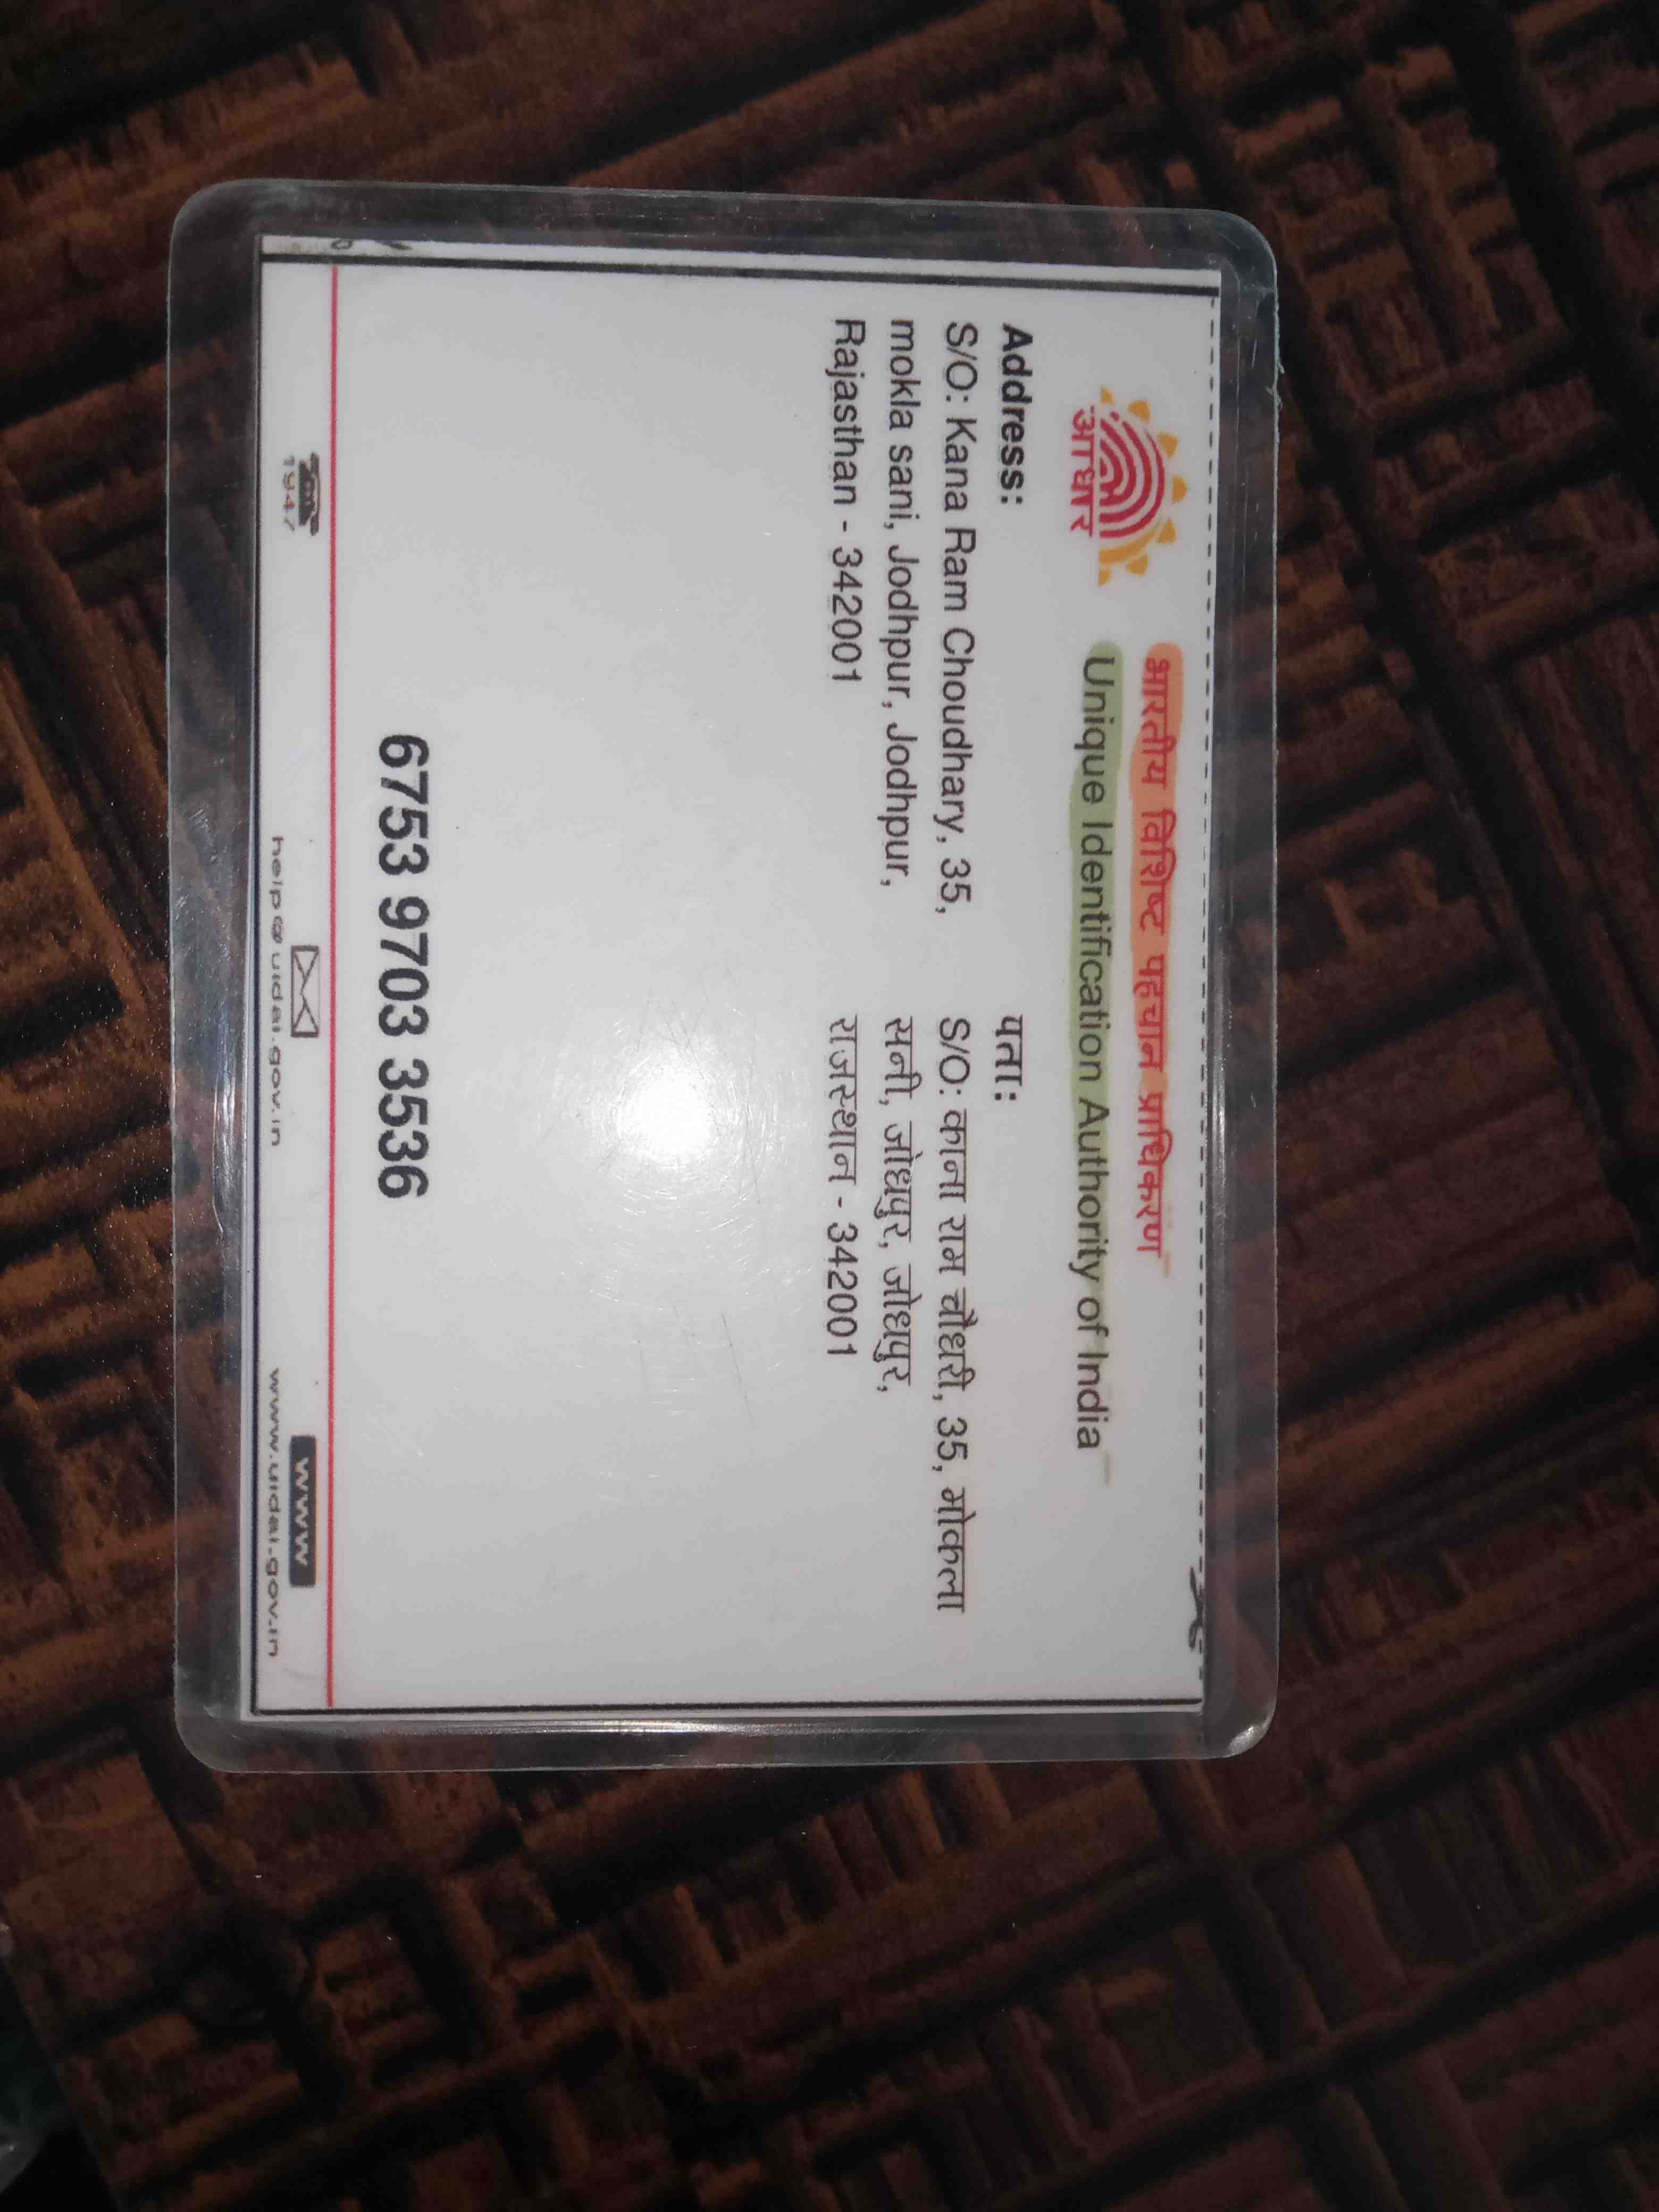 भारतीय विशिष्ट पहचान प्राधिकरण
Unique Identification Authority of India
आधार
Address:
S/O: Kana Ram Choudhary, 35,
mokla sani, Jodhpur, Jodhpur,
Rajasthan - 342001
पता:
S/O: काना राम चौधरी, 35, मोकला
सनी, जोधपुर, जोधपुर,
राजस्थान - 342001
6753 9703 3536
1947
help@uidai.gov.in
www
www.uidai.gov.in